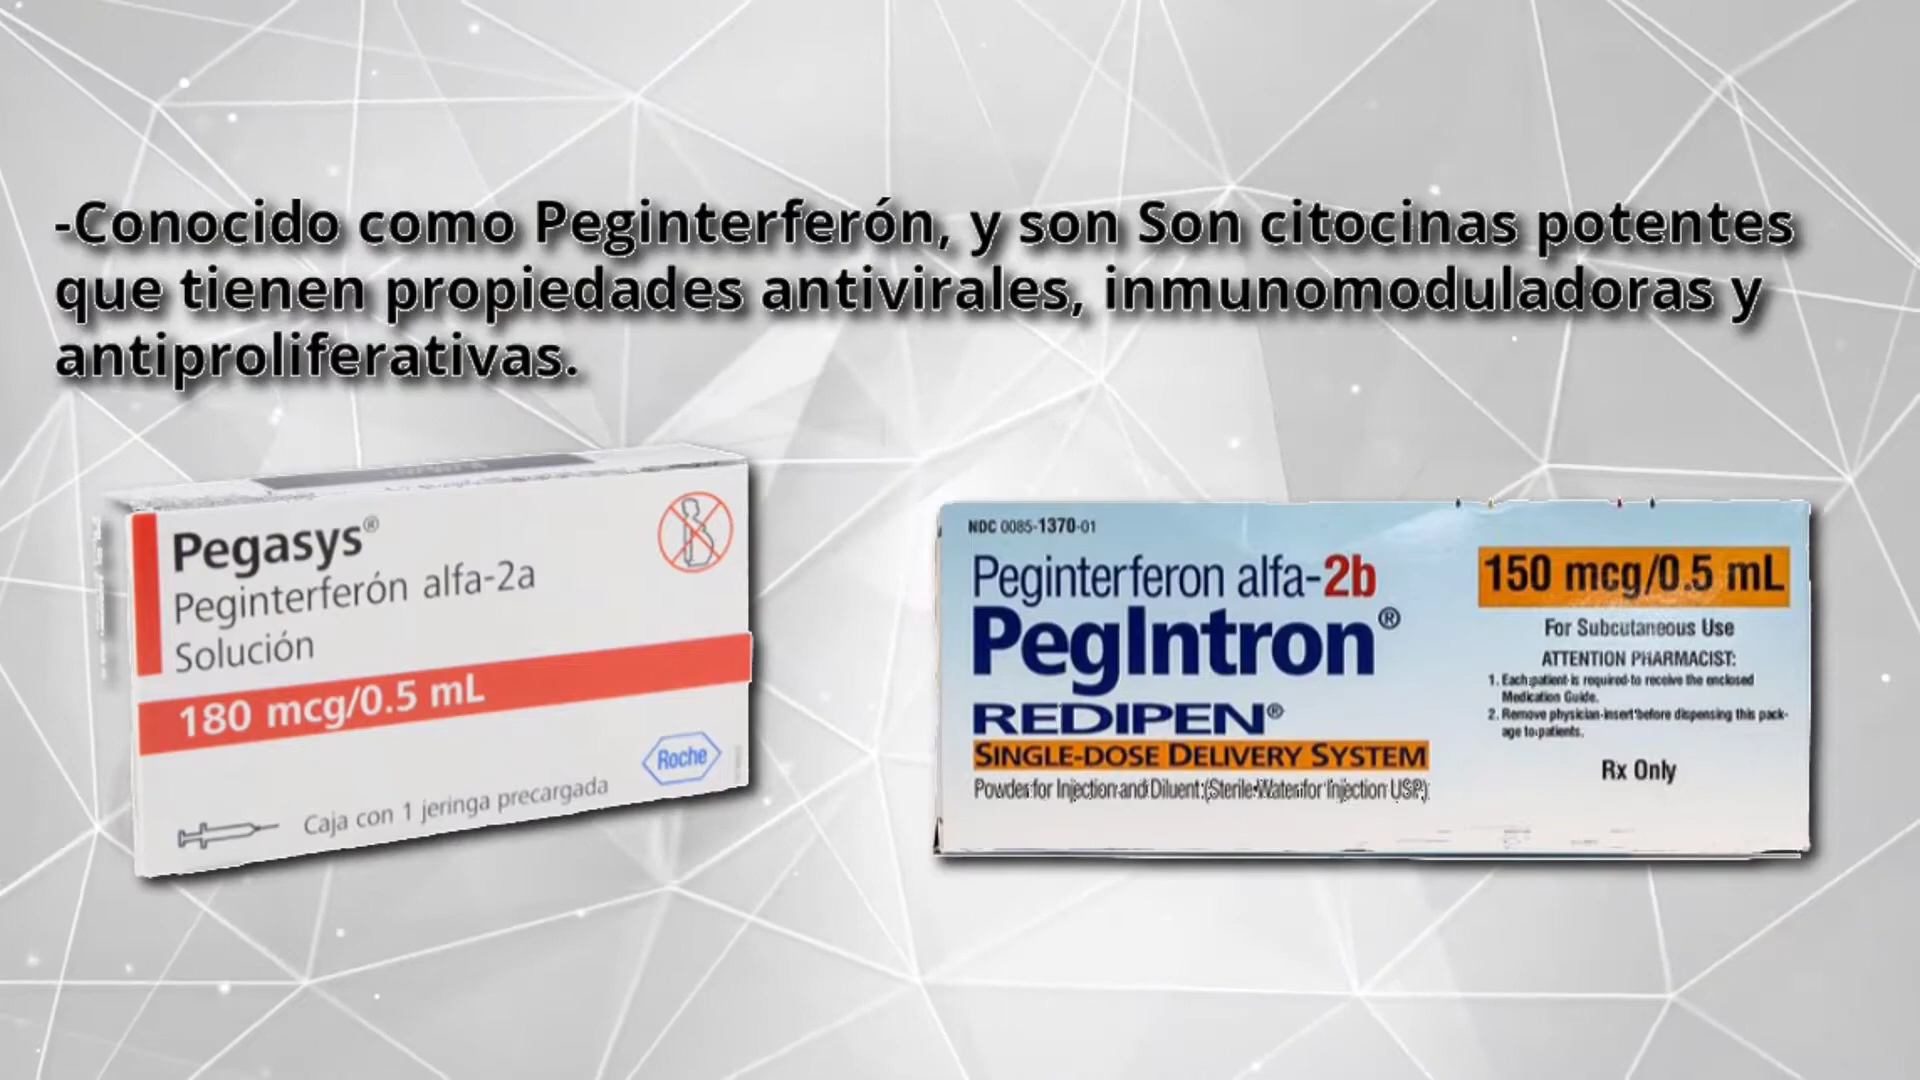 -Conocido como Peginterferón, y son Son citocinas potentes
que tienen propiedades antivirales, inmunomoduladoras y
antiproliferativas.
Pegasys®
Peginterferón alfa-2a
Solución
180 mcg/0.5 mL
Roche
Caja con 1 jeringa precargada
NDC 0085-1370-01
Peginterferon alfa-2b
PegIntron®
REDIPEN®
SINGLE-DOSE DELIVERY SYSTEM
Powder for Injection and Diluent (Sterile Water for Injection USP)
150 mcg/0.5 mL
For Subcutaneous Use
ATTENTION PHARMACIST:
1. Each patient is required to receive the enclosed
Medication Guide.
2. Remove physician insert before dispensing this pack-
age to patients.
Rx Only